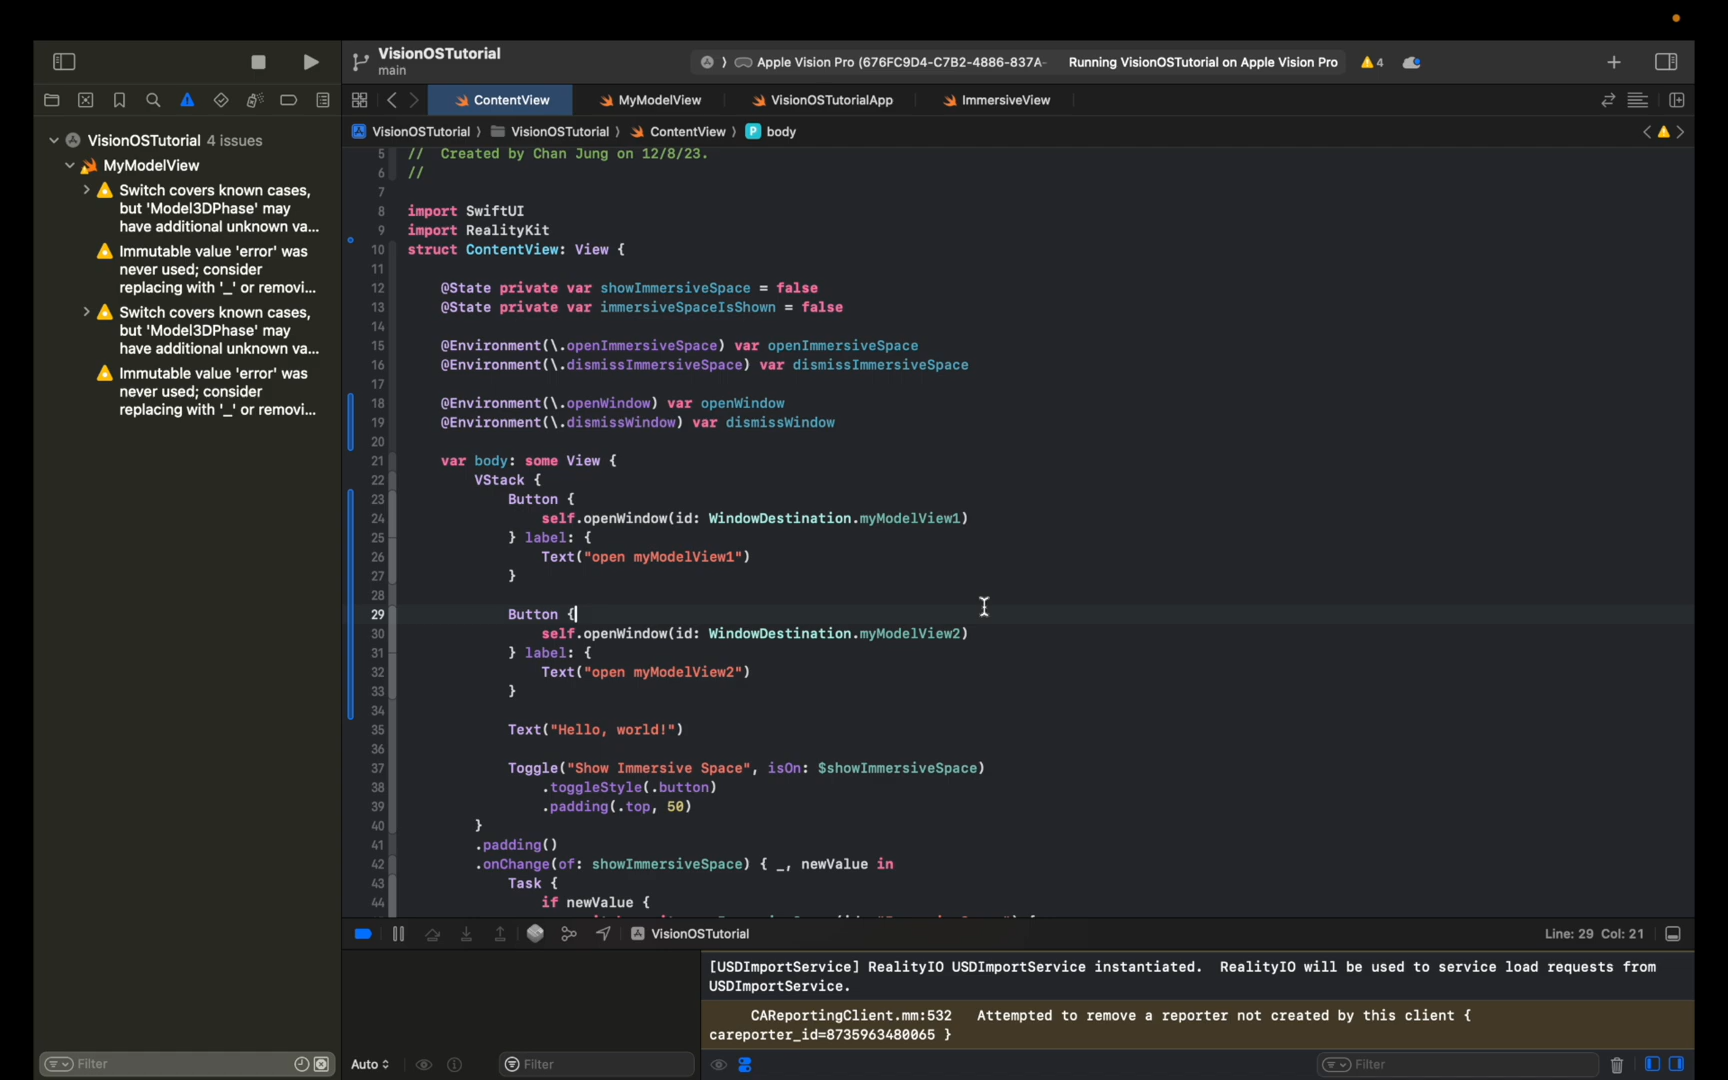 VisionOSTutorial
main
Apple Vision Pro (676FC9D4-C7B2-4886-837A-
Running VisionOSTutorial on Apple Vision Pro
4
ContentView
MyModelView
VisionOSTutorialApp
ImmersiveView
VisionOSTutorial 4 issues
MyModelView
Switch covers known cases,
but 'Model3DPhase' may
have additional unknown va...
Immutable value 'error' was
never used; consider
replacing with '_' or removi...
Switch covers known cases,
but 'Model3DPhase' may
have additional unknown va...
Immutable value 'error' was
never used; consider
replacing with '_' or removi...
VisionOSTutorial ⟩ VisionOSTutorial ⟩ ContentView ⟩ P body
5 // Created by Chan Jung on 12/8/23.
6 //
7
8 import SwiftUI
9 import RealityKit
10 struct ContentView: View {
11
12 @State private var showImmersiveSpace = false
13 @State private var immersiveSpaceIsShown = false
14
15 @Environment(\.openImmersiveSpace) var openImmersiveSpace
16 @Environment(\.dismissImmersiveSpace) var dismissImmersiveSpace
17
18 @Environment(\.openWindow) var openWindow
19 @Environment(\.dismissWindow) var dismissWindow
20
21 var body: some View {
22 VStack {
23 Button {
24 self.openWindow(id: WindowDestination.myModelView1)
25 } label: {
26 Text("open myModelView1")
27 }
28
29 Button {
30 self.openWindow(id: WindowDestination.myModelView2)
31 } label: {
32 Text("open myModelView2")
33 }
34
35 Text("Hello, world!")
36
37 Toggle("Show Immersive Space", isOn: $showImmersiveSpace)
38 .toggleStyle(.button)
39 .padding(.top, 50)
40 }
41 .padding()
42 .onChange(of: showImmersiveSpace) { _, newValue in
43 Task {
44 if newValue {
VisionOSTutorial
Line: 29 Col: 21
[USDImportService] RealityIO USDImportService instantiated. RealityIO will be used to service load requests from
USDImportService.
CAReportingClient.mm:532 Attempted to remove a reporter not created by this client {
careporter_id=8735963480065 }
Filter
Auto
Filter
Filter